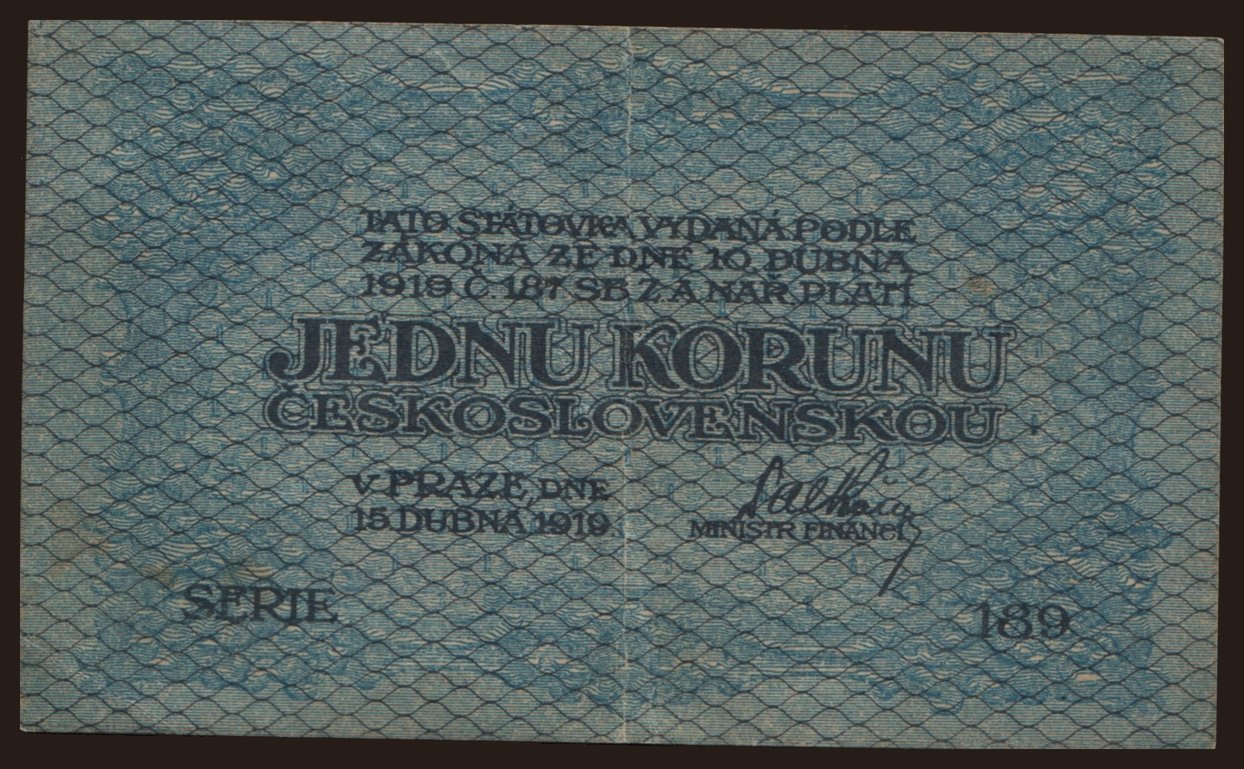 TATO STÁTOVKA, VYDANÁ PODLE
ZÁKONA ZE DNE 10. DUBNA
1919 Č. 187 SB. Z. A NAŘ. PLATÍ
JEDNU KORUNU
ČESKOSLOVENSKOU
V PRAZE, DNE
15. DUBNA 1919.
MINISTR FINANCÍ
SERIE 189